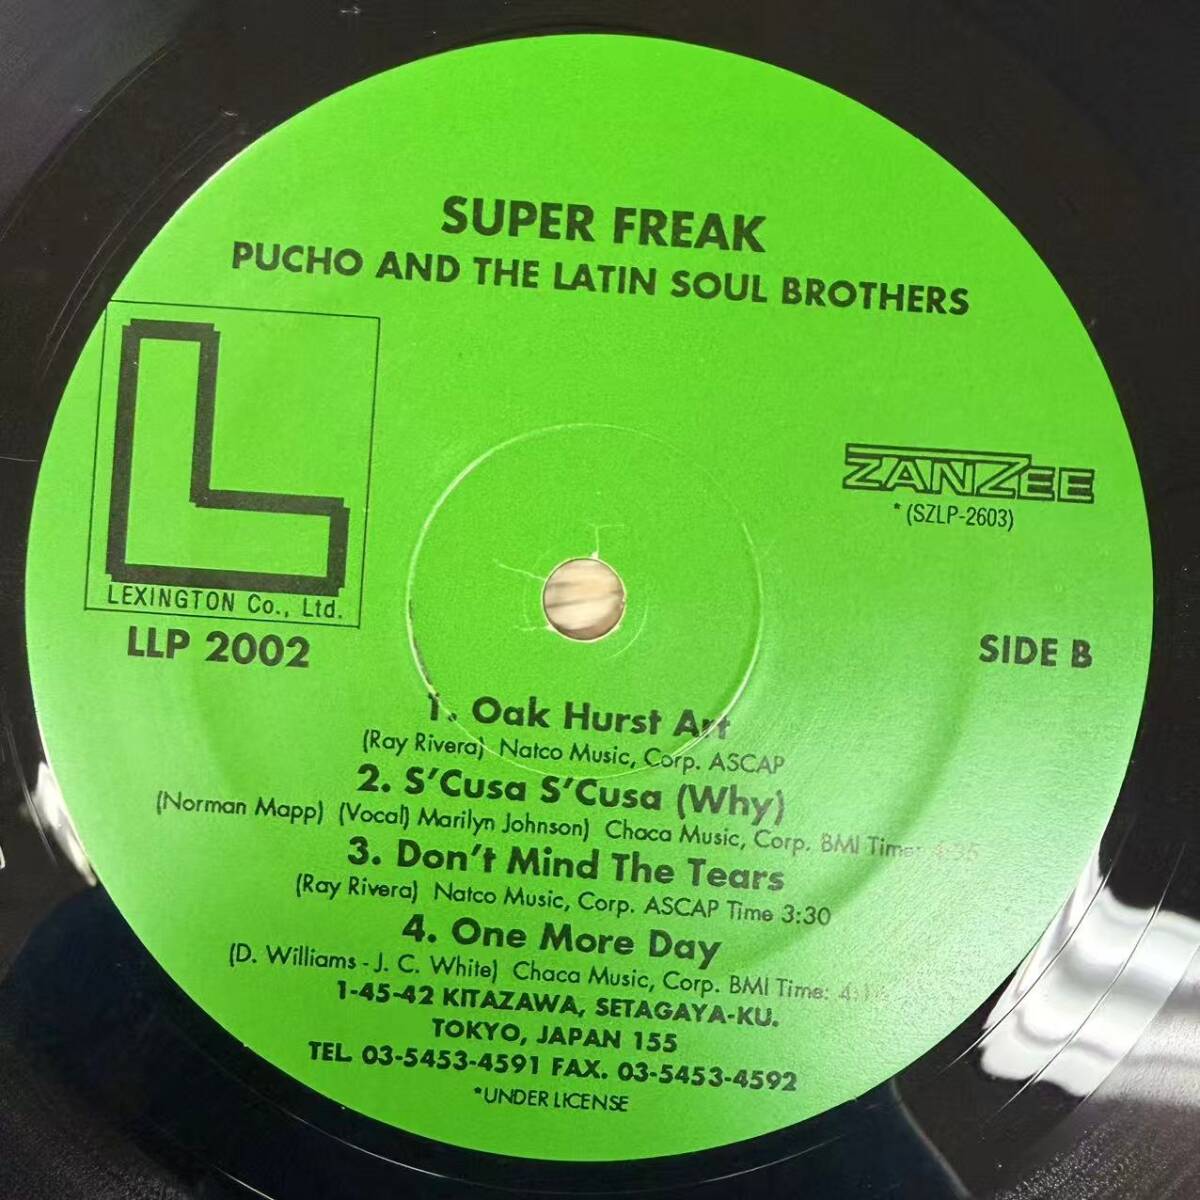 SUPER FREAK
PUCHO AND THE LATIN SOUL BROTHERS
L
LEXINGTON Co., Ltd.
LLP 2002
ZANZEE
* (SZLP-2603)
SIDE B
1. Oak Hurst Art
(Ray Rivera) Natco Music, Corp. ASCAP
2. S'Cusa S'Cusa (Why)
(Norman Mapp) (Vocal) Marilyn Johnson) Chaca Music, Corp. BMI Time: 4:35
3. Don't Mind The Tears
(Ray Rivera) Natco Music, Corp. ASCAP Time 3:30
4. One More Day
(D. Williams - J. C. White) Chaca Music, Corp. BMI Time:
1-45-42 KITAZAWA, SETAGAYA-KU.
TOKYO, JAPAN 155
TEL. 03-5453-4591 FAX. 03-5453-4592
*UNDER LICENSE